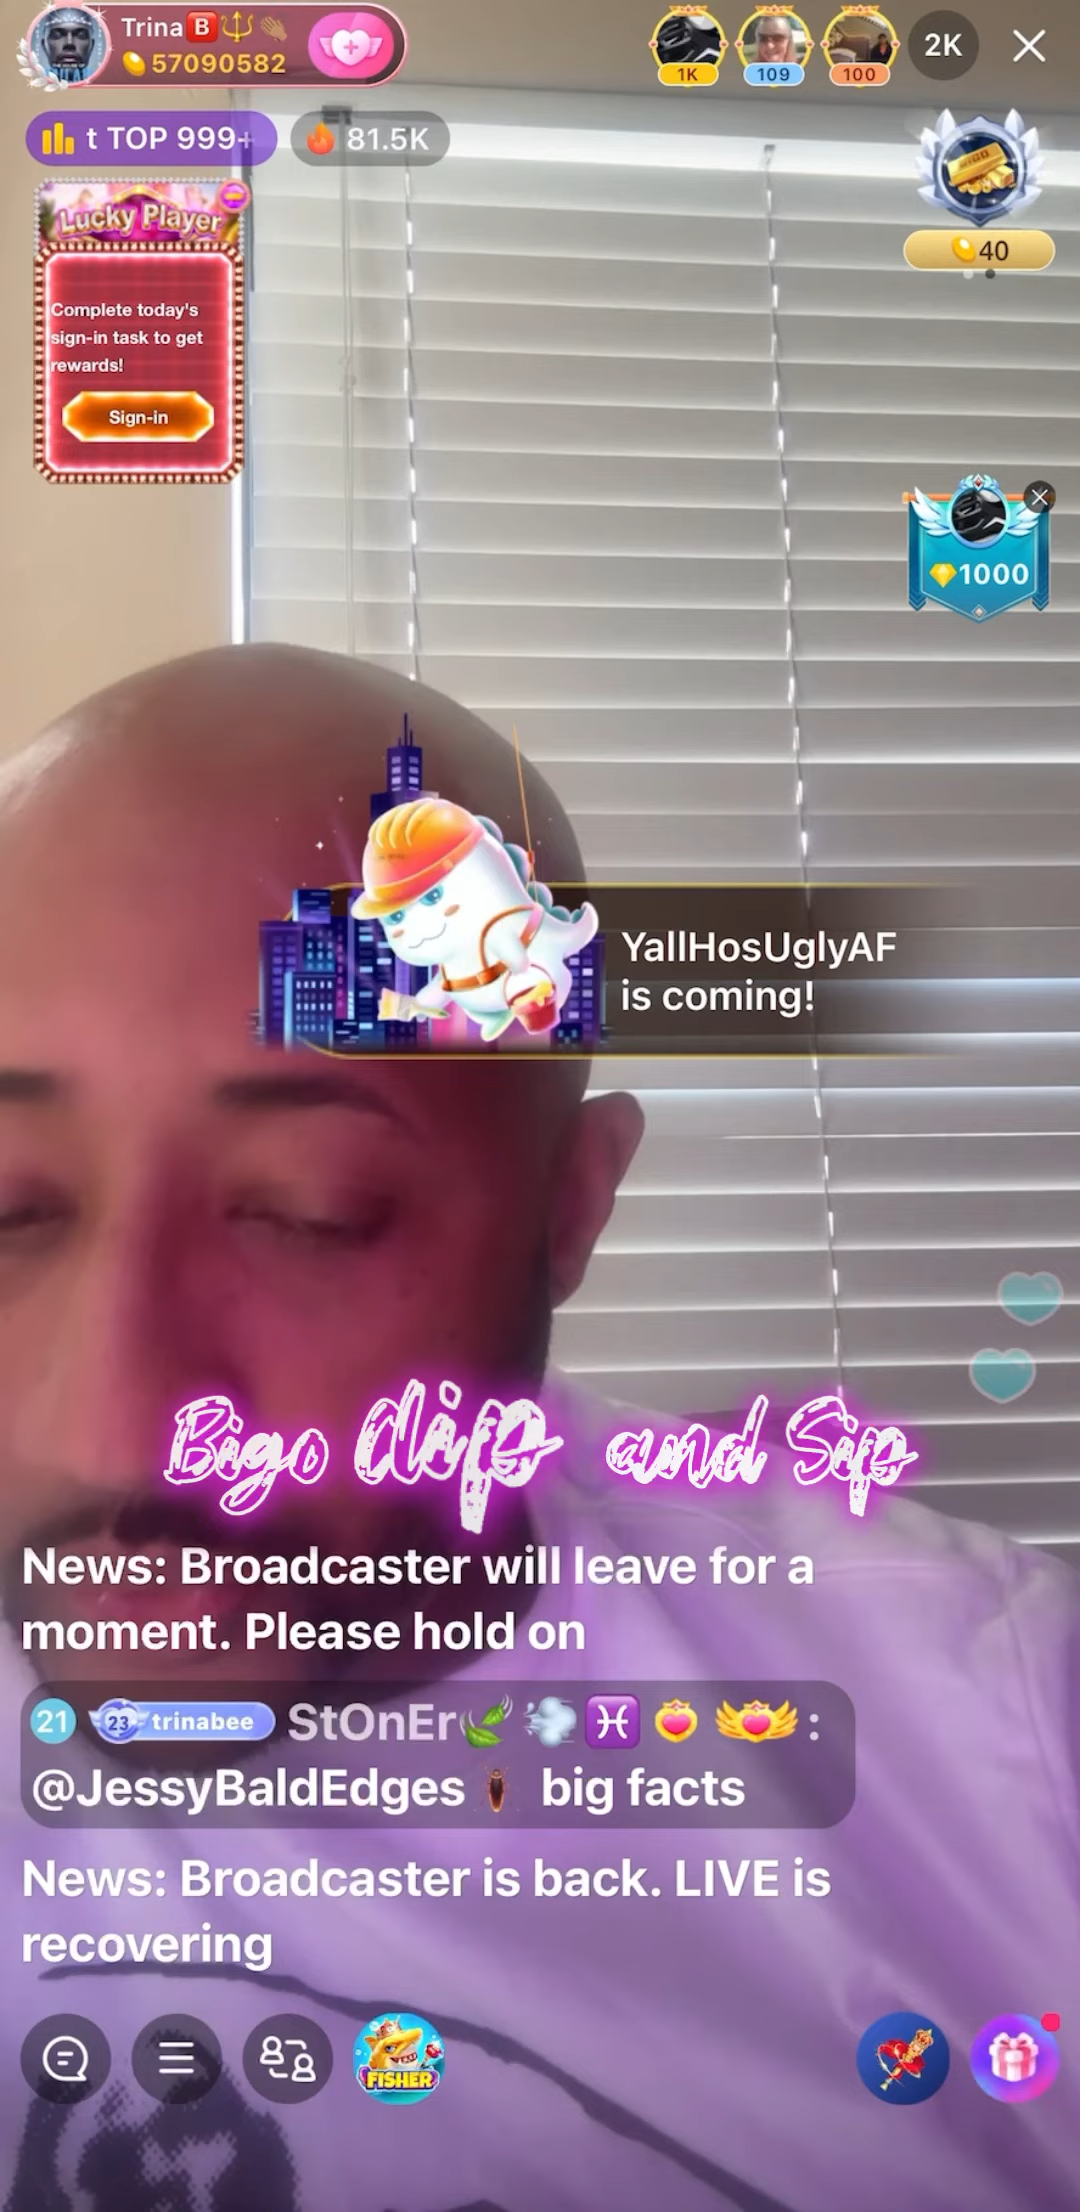 Trina🅱️🔱👏🏽
57090582
1K
109
100
2K
t TOP 999+
81.5K
40
Lucky Player
Complete today's
sign-in task to get
rewards!
Sign-in
1000
YallHosUglyAF
is coming!
Bigo dip and Sip
News: Broadcaster will leave for a
moment. Please hold on
21 23 trinabee StOnEr🍃💨♓ :
@JessyBaldEdges🪳 big facts
News: Broadcaster is back. LIVE is
recovering
FISHER